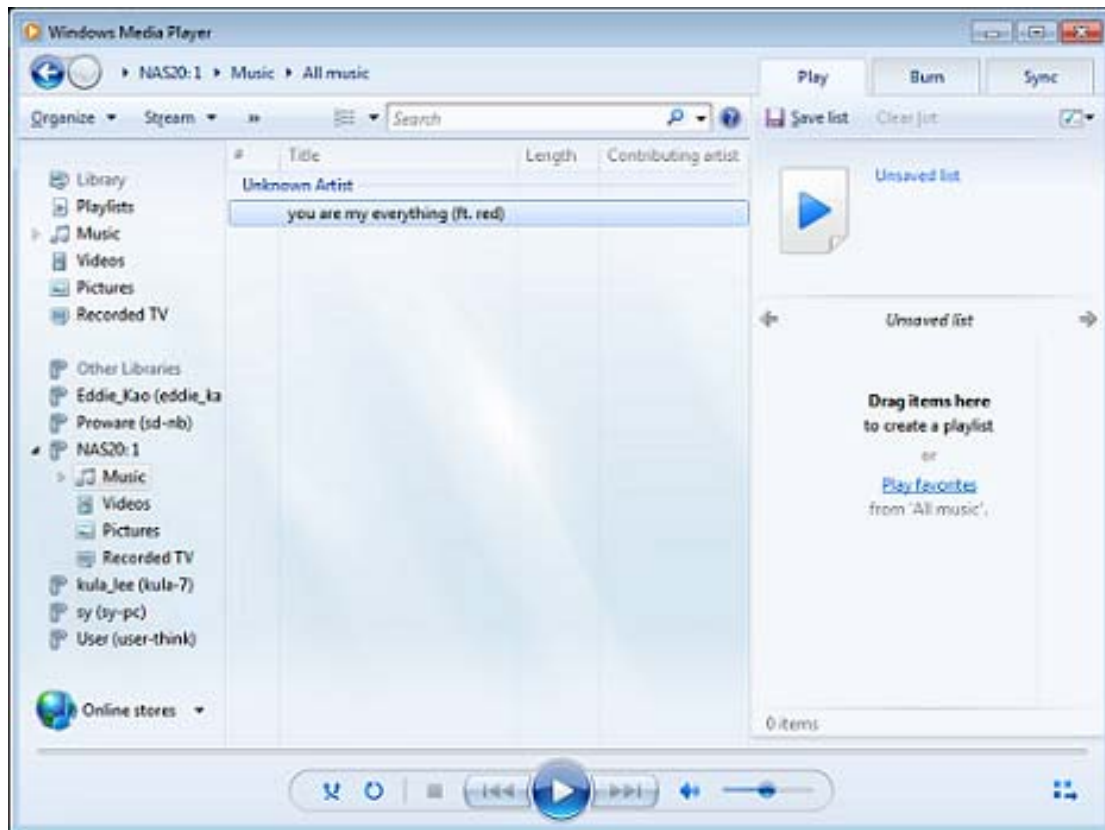 Windows Media Player
NAS20:1 Music All music
Play Burn Sync
Organize Stream » Search Save list Clear list
# Title Length Contributing artist
Unknown Artist
you are my everything (ft. red)
Library
Playlists
Music
Videos
Pictures
Recorded TV
Other Libraries
Eddie_Kao (eddie_ka
Proware (sd-nb)
NAS20:1
Music
Videos
Pictures
Recorded TV
kula_lee (kula-7)
sy (sy-pc)
User (user-think)
Online stores
Unsaved list
Unsaved list
Drag items here
to create a playlist
or
Play favorites
from 'All music'.
0 items